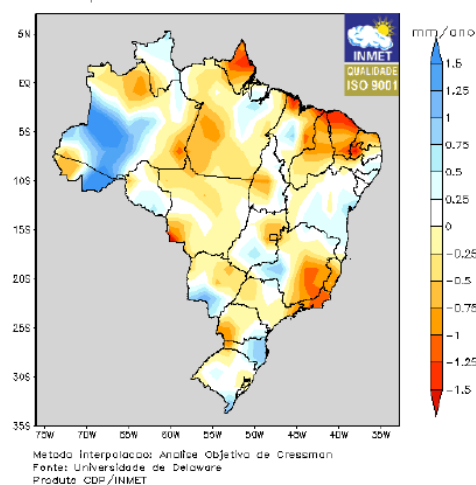 mm/ano
INMET
QUALIDADE
ISO 9001
5N
EQ
5S
10S
15S
20S
25S
30S
35S
75W 70W 65W 60W 55W 50W 45W 40W 35W
1.5
1.25
1
0.75
0.5
0.25
0
-0.25
-0.5
-0.75
-1
-1.25
-1.5
Metodo interpolacao: Analise Objetiva de Cressman
Fonte: Universidade de Delaware
Produto CDP/INMET